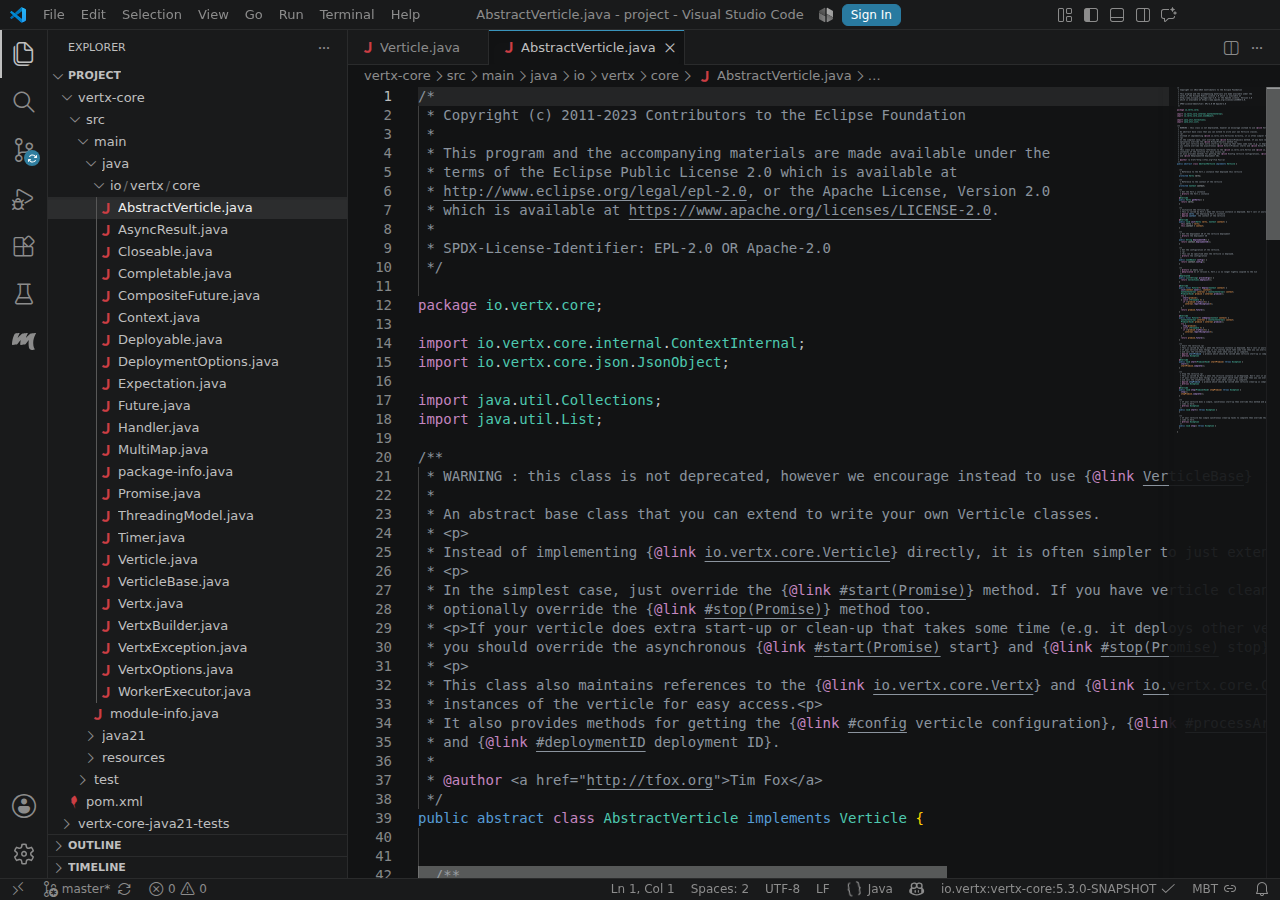 File Edit Selection View Go Run Terminal Help
AbstractVerticle.java - project - Visual Studio Code
Sign In
EXPLORER
PROJECT
vertx-core
src
main
java
io / vertx / core
AbstractVerticle.java
AsyncResult.java
Closeable.java
Completable.java
CompositeFuture.java
Context.java
Deployable.java
DeploymentOptions.java
Expectation.java
Future.java
Handler.java
MultiMap.java
package-info.java
Promise.java
ThreadingModel.java
Timer.java
Verticle.java
VerticleBase.java
Vertx.java
VertxBuilder.java
VertxException.java
VertxOptions.java
WorkerExecutor.java
module-info.java
java21
resources
test
pom.xml
vertx-core-java21-tests
OUTLINE
TIMELINE
Verticle.java
AbstractVerticle.java
vertx-core > src > main > java > io > vertx > core > AbstractVerticle.java > ...
1 /*
2  * Copyright (c) 2011-2023 Contributors to the Eclipse Foundation
3  *
4  * This program and the accompanying materials are made available under the
5  * terms of the Eclipse Public License 2.0 which is available at
6  * http://www.eclipse.org/legal/epl-2.0, or the Apache License, Version 2.0
7  * which is available at https://www.apache.org/licenses/LICENSE-2.0.
8  *
9  * SPDX-License-Identifier: EPL-2.0 OR Apache-2.0
10  */
11
12 package io.vertx.core;
13
14 import io.vertx.core.internal.ContextInternal;
15 import io.vertx.core.json.JsonObject;
16
17 import java.util.Collections;
18 import java.util.List;
19
20 /**
21  * WARNING : this class is not deprecated, however we encourage instead to use {@link VerticleBase}
22  *
23  * An abstract base class that you can extend to write your own Verticle classes.
24  * <p>
25  * Instead of implementing {@link io.vertx.core.Verticle} directly, it is often simpler to just exten
26  * <p>
27  * In the simplest case, just override the {@link #start(Promise)} method. If you have verticle clean
28  * optionally override the {@link #stop(Promise)} method too.
29  * <p>If your verticle does extra start-up or clean-up that takes some time (e.g. it deploys other ve
30  * you should override the asynchronous {@link #start(Promise) start} and {@link #stop(Promise) stop}
31  * <p>
32  * This class also maintains references to the {@link io.vertx.core.Vertx} and {@link io.vertx.core.C
33  * instances of the verticle for easy access.<p>
34  * It also provides methods for getting the {@link #config verticle configuration}, {@link #processAr
35  * and {@link #deploymentID deployment ID}.
36  *
37  * @author <a href="http://tfox.org">Tim Fox</a>
38  */
39 public abstract class AbstractVerticle implements Verticle {
40
41
42   /**
master* 0 0
Ln 1, Col 1 Spaces: 2 UTF-8 LF Java io.vertx:vertx-core:5.3.0-SNAPSHOT MBT